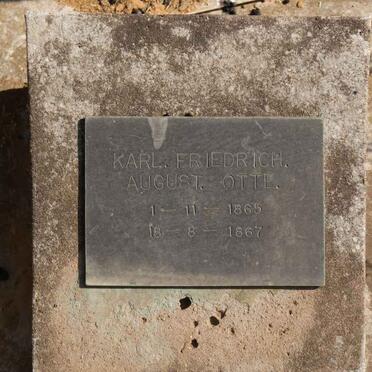 KARL. FRIEDRICH.
AUGUST. OTTE.
1 — 11 — 1865
18 — 8 — 1867